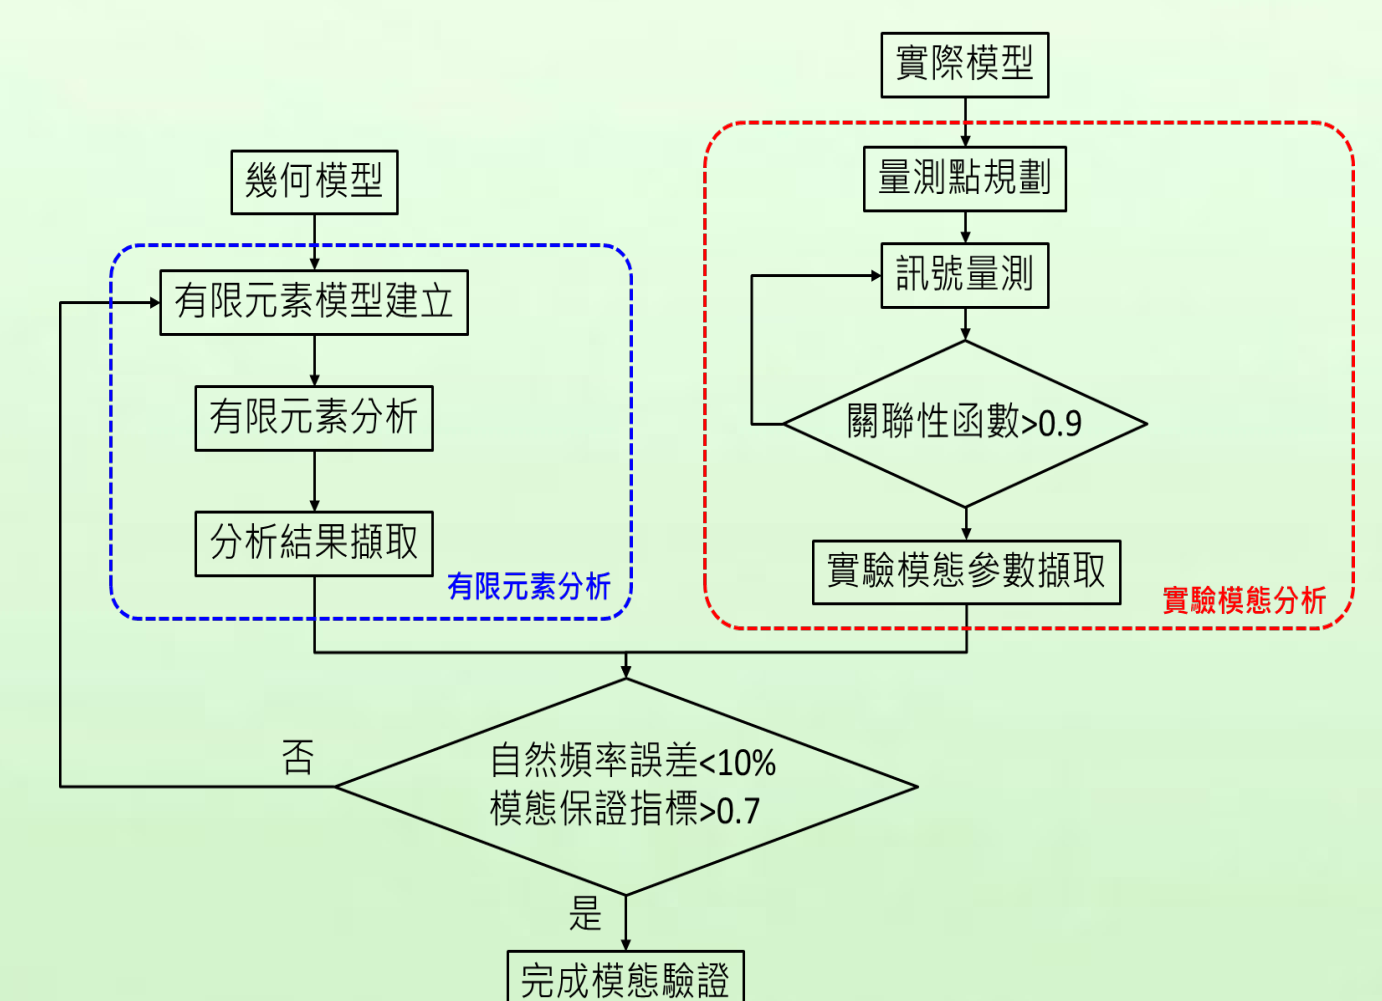 幾何模型
有限元素模型建立
有限元素分析
分析結果擷取
有限元素分析
實際模型
量測點規劃
訊號量測
關聯性函數>0.9
實驗模態參數擷取
實驗模態分析
自然頻率誤差<10%
模態保證指標>0.7
否
是
完成模態驗證